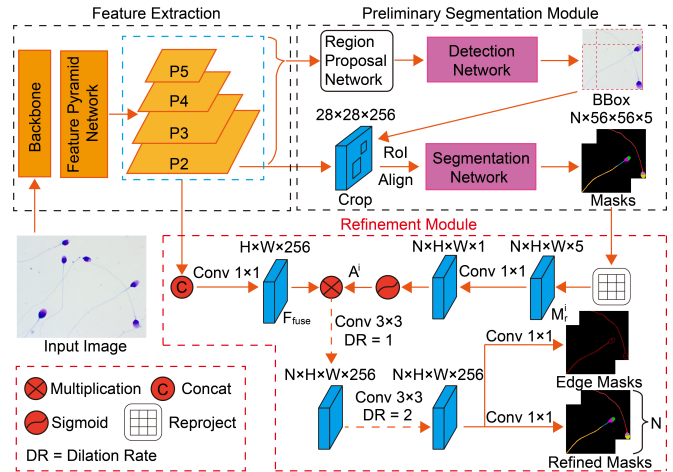 Feature Extraction
Preliminary Segmentation Module
Backbone
Feature Pyramid
Network
P5
P4
P3
P2
Region
Proposal
Network
Detection
Network
BBox
28×28×256
RoI
Align
Crop
Segmentation
Network
N×56×56×5
Masks
Refinement Module
Input Image
C
Conv 1×1
H×W×256
F_fuse
A^i
N×H×W×1
Conv 1×1
N×H×W×5
M_r^i
Reproject
Conv 3×3
DR = 1
N×H×W×256
Conv 3×3
DR = 2
N×H×W×256
Conv 1×1
Edge Masks
Conv 1×1
N
Refined Masks
Multiplication
C
Concat
Sigmoid
Reproject
DR = Dilation Rate